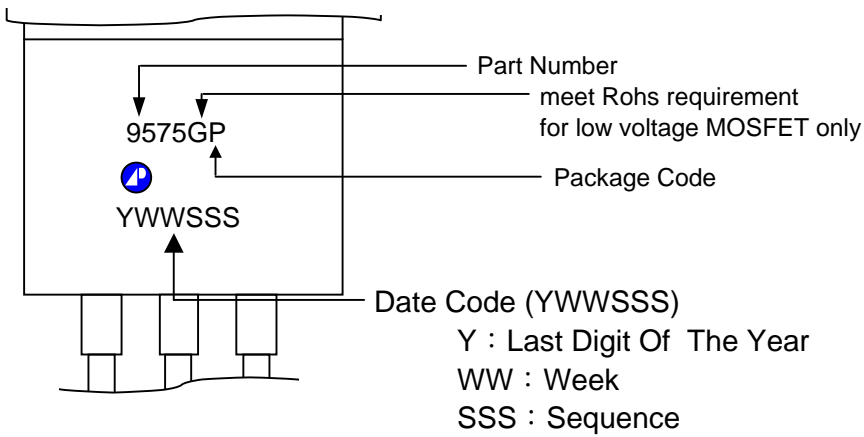 Part Number
meet Rohs requirement
for low voltage MOSFET only
9575GP
Package Code
YWWSSS
Date Code (YWWSSS)
Y：Last Digit Of The Year
WW：Week
SSS：Sequence